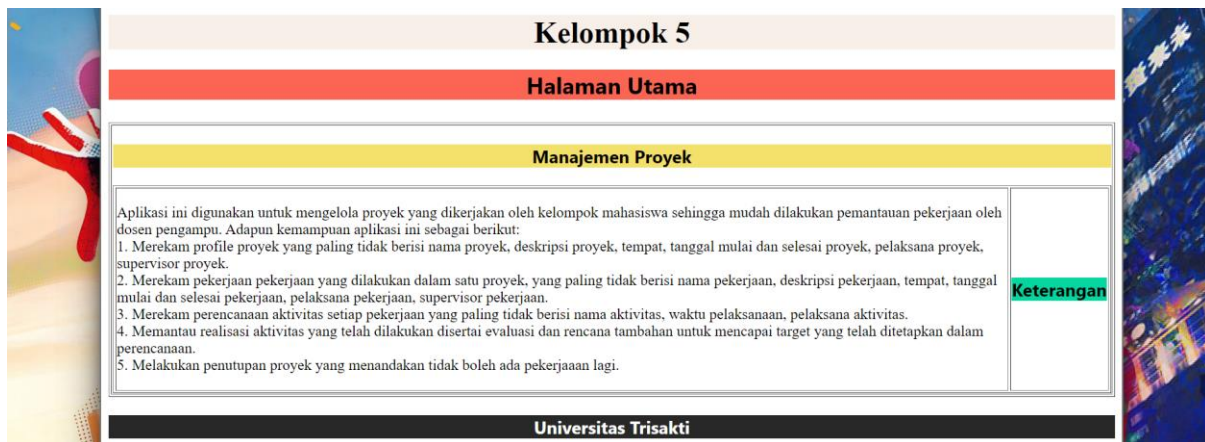 Kelompok 5
Halaman Utama
Manajemen Proyek
Aplikasi ini digunakan untuk mengelola proyek yang dikerjakan oleh kelompok mahasiswa sehingga mudah dilakukan pemantauan pekerjaan oleh
dosen pengampu. Adapun kemampuan aplikasi ini sebagai berikut:
1. Merekam profile proyek yang paling tidak berisi nama proyek, deskripsi proyek, tempat, tanggal mulai dan selesai proyek, pelaksana proyek,
supervisor proyek.
2. Merekam pekerjaan pekerjaan yang dilakukan dalam satu proyek, yang paling tidak berisi nama pekerjaan, deskripsi pekerjaan, tempat, tanggal
mulai dan selesai pekerjaan, pelaksana pekerjaan, supervisor pekerjaan.
3. Merekam perencanaan aktivitas setiap pekerjaan yang paling tidak berisi nama aktivitas, waktu pelaksanaan, pelaksana aktivitas.
4. Memantau realisasi aktivitas yang telah dilakukan disertai evaluasi dan rencana tambahan untuk mencapai target yang telah ditetapkan dalam
perencanaan.
5. Melakukan penutupan proyek yang menandakan tidak boleh ada pekerjaaan lagi.
Keterangan
Universitas Trisakti